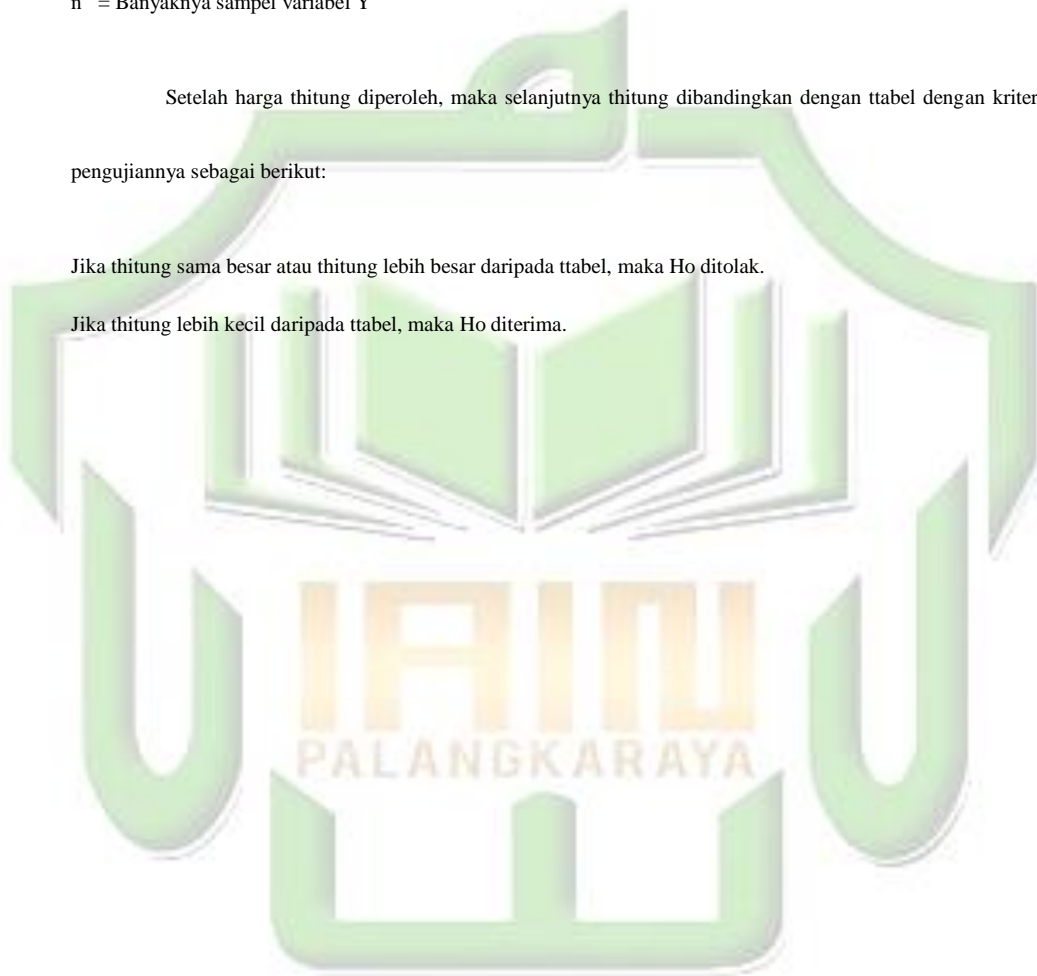 n = Banyaknya sampel variabel Y
Setelah harga thitung diperoleh, maka selanjutnya thitung dibandingkan dengan ttabel dengan kriter
pengujiannya sebagai berikut:
Jika thitung sama besar atau thitung lebih besar daripada ttabel, maka Ho ditolak.
Jika thitung lebih kecil daripada ttabel, maka Ho diterima.
IAIN
PALANGKARAYA